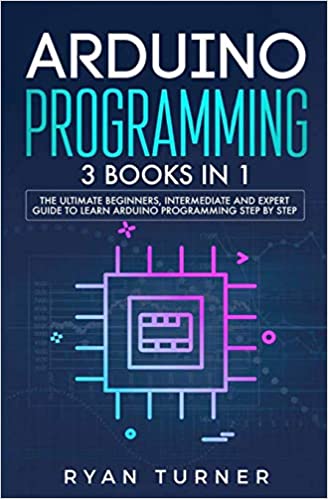 ARDUINO
PROGRAMMING
3 BOOKS IN 1
THE ULTIMATE BEGINNERS, INTERMEDIATE AND EXPERT
GUIDE TO LEARN ARDUINO PROGRAMMING STEP BY STEP
RYAN TURNER